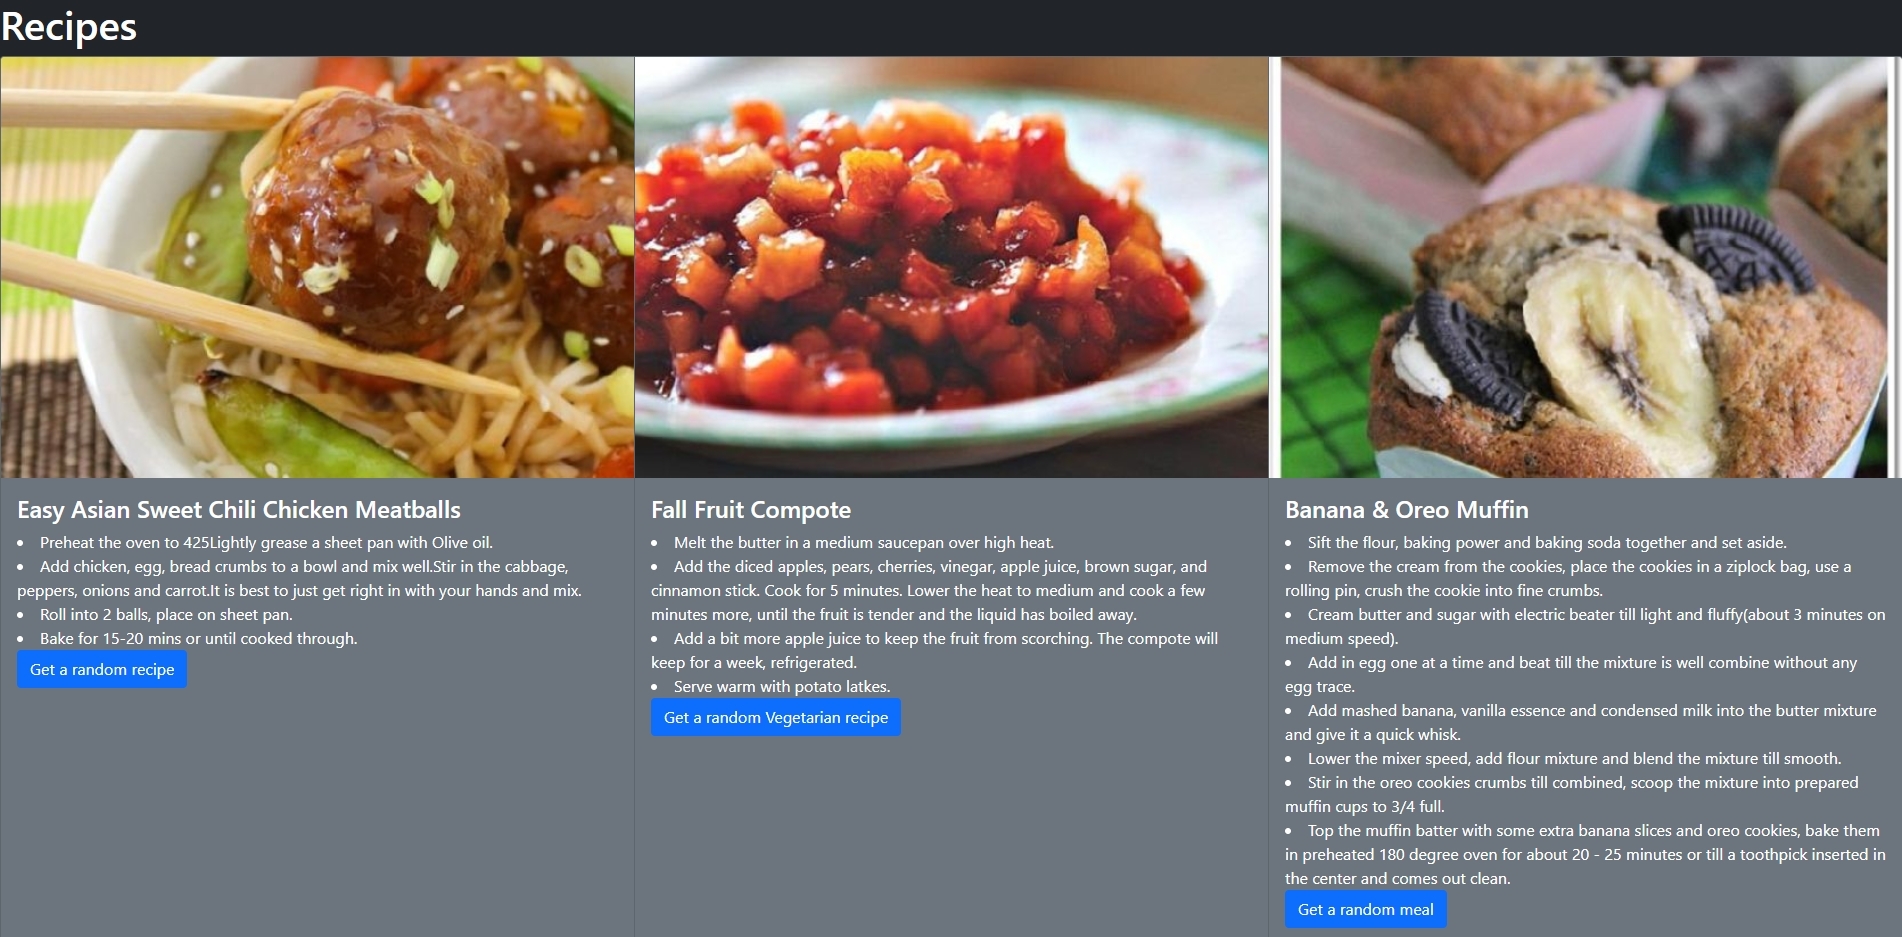 Recipes
Easy Asian Sweet Chili Chicken Meatballs
• Preheat the oven to 425Lightly grease a sheet pan with Olive oil.
• Add chicken, egg, bread crumbs to a bowl and mix well.Stir in the cabbage,
peppers, onions and carrot.It is best to just get right in with your hands and mix.
• Roll into 2 balls, place on sheet pan.
• Bake for 15-20 mins or until cooked through.
Get a random recipe
Fall Fruit Compote
• Melt the butter in a medium saucepan over high heat.
• Add the diced apples, pears, cherries, vinegar, apple juice, brown sugar, and
cinnamon stick. Cook for 5 minutes. Lower the heat to medium and cook a few
minutes more, until the fruit is tender and the liquid has boiled away.
• Add a bit more apple juice to keep the fruit from scorching. The compote will
keep for a week, refrigerated.
• Serve warm with potato latkes.
Get a random Vegetarian recipe
Banana & Oreo Muffin
• Sift the flour, baking power and baking soda together and set aside.
• Remove the cream from the cookies, place the cookies in a ziplock bag, use a
rolling pin, crush the cookie into fine crumbs.
• Cream butter and sugar with electric beater till light and fluffy(about 3 minutes on
medium speed).
• Add in egg one at a time and beat till the mixture is well combine without any
egg trace.
• Add mashed banana, vanilla essence and condensed milk into the butter mixture
and give it a quick whisk.
• Lower the mixer speed, add flour mixture and blend the mixture till smooth.
• Stir in the oreo cookies crumbs till combined, scoop the mixture into prepared
muffin cups to 3/4 full.
• Top the muffin batter with some extra banana slices and oreo cookies, bake them
in preheated 180 degree oven for about 20 - 25 minutes or till a toothpick inserted in
the center and comes out clean.
Get a random meal